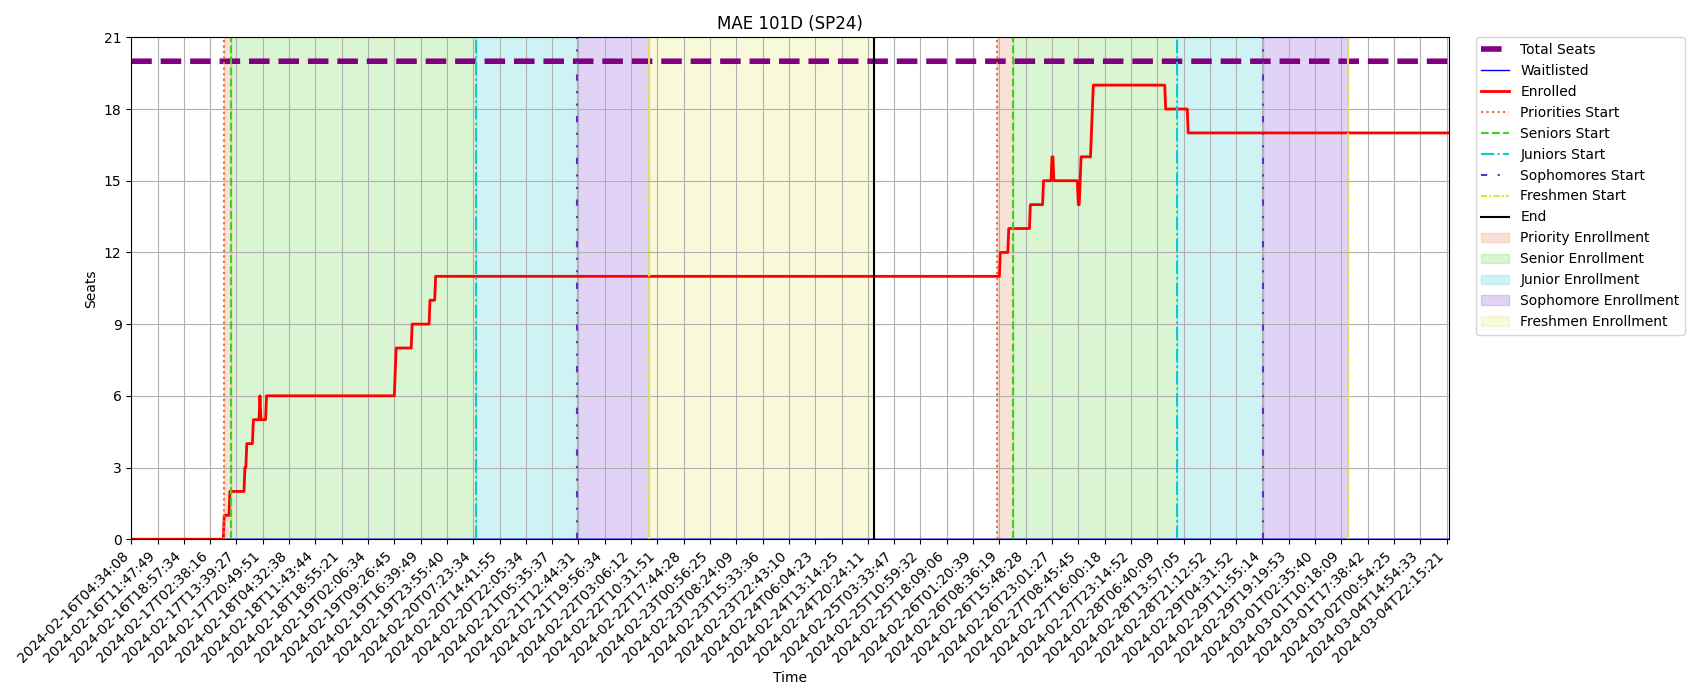 MAE 101D (SP24)
21
18
15
12
9
6
3
0
Seats
2024-02-16T04:34:08
2024-02-16T11:47:49
2024-02-16T18:57:34
2024-02-17T02:38:16
2024-02-17T13:39:27
2024-02-17T20:49:51
2024-02-18T04:32:38
2024-02-18T11:43:44
2024-02-18T18:55:21
2024-02-19T02:06:34
2024-02-19T09:26:45
2024-02-19T16:39:49
2024-02-19T23:55:40
2024-02-20T07:23:34
2024-02-20T14:41:55
2024-02-20T22:05:34
2024-02-21T05:35:37
2024-02-21T12:44:31
2024-02-21T19:56:34
2024-02-22T03:06:12
2024-02-22T10:31:51
2024-02-22T17:44:28
2024-02-23T00:56:25
2024-02-23T08:24:09
2024-02-23T15:33:36
2024-02-23T22:43:10
2024-02-24T06:04:23
2024-02-24T13:14:25
2024-02-24T20:24:11
2024-02-25T03:33:47
2024-02-25T10:59:32
2024-02-25T18:09:06
2024-02-26T01:20:39
2024-02-26T08:36:19
2024-02-26T15:48:28
2024-02-26T23:01:27
2024-02-27T08:45:45
2024-02-27T16:00:18
2024-02-27T23:14:52
2024-02-28T06:40:09
2024-02-28T13:57:05
2024-02-28T21:12:52
2024-02-29T04:31:52
2024-02-29T11:55:14
2024-02-29T19:19:53
2024-03-01T02:35:40
2024-03-01T10:18:09
2024-03-01T17:38:42
2024-03-02T00:54:25
2024-03-04T14:54:33
2024-03-04T22:15:21
Time
Total Seats
Waitlisted
Enrolled
Priorities Start
Seniors Start
Juniors Start
Sophomores Start
Freshmen Start
End
Priority Enrollment
Senior Enrollment
Junior Enrollment
Sophomore Enrollment
Freshmen Enrollment